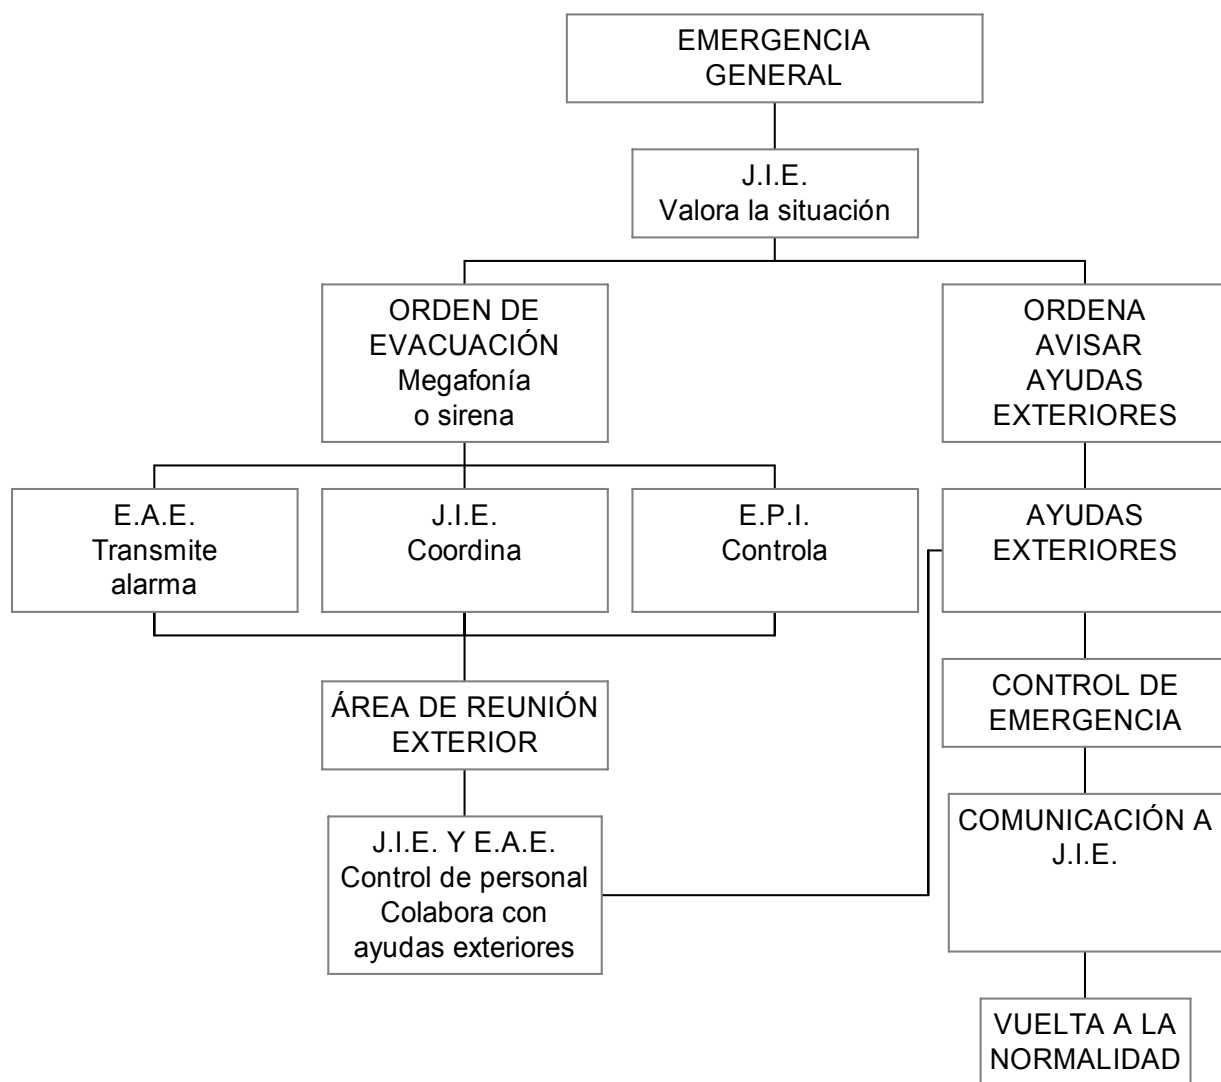 EMERGENCIA
GENERAL
J.I.E.
Valora la situación
ORDEN DE
EVACUACIÓN
Megafonía
o sirena
ORDENA
AVISAR
AYUDAS
EXTERIORES
E.A.E.
Transmite
alarma
J.I.E.
Coordina
E.P.I.
Controla
AYUDAS
EXTERIORES
ÁREA DE REUNIÓN
EXTERIOR
CONTROL DE
EMERGENCIA
J.I.E. Y E.A.E.
Control de personal
Colabora con
ayudas exteriores
COMUNICACIÓN A
J.I.E.
VUELTA A LA
NORMALIDAD